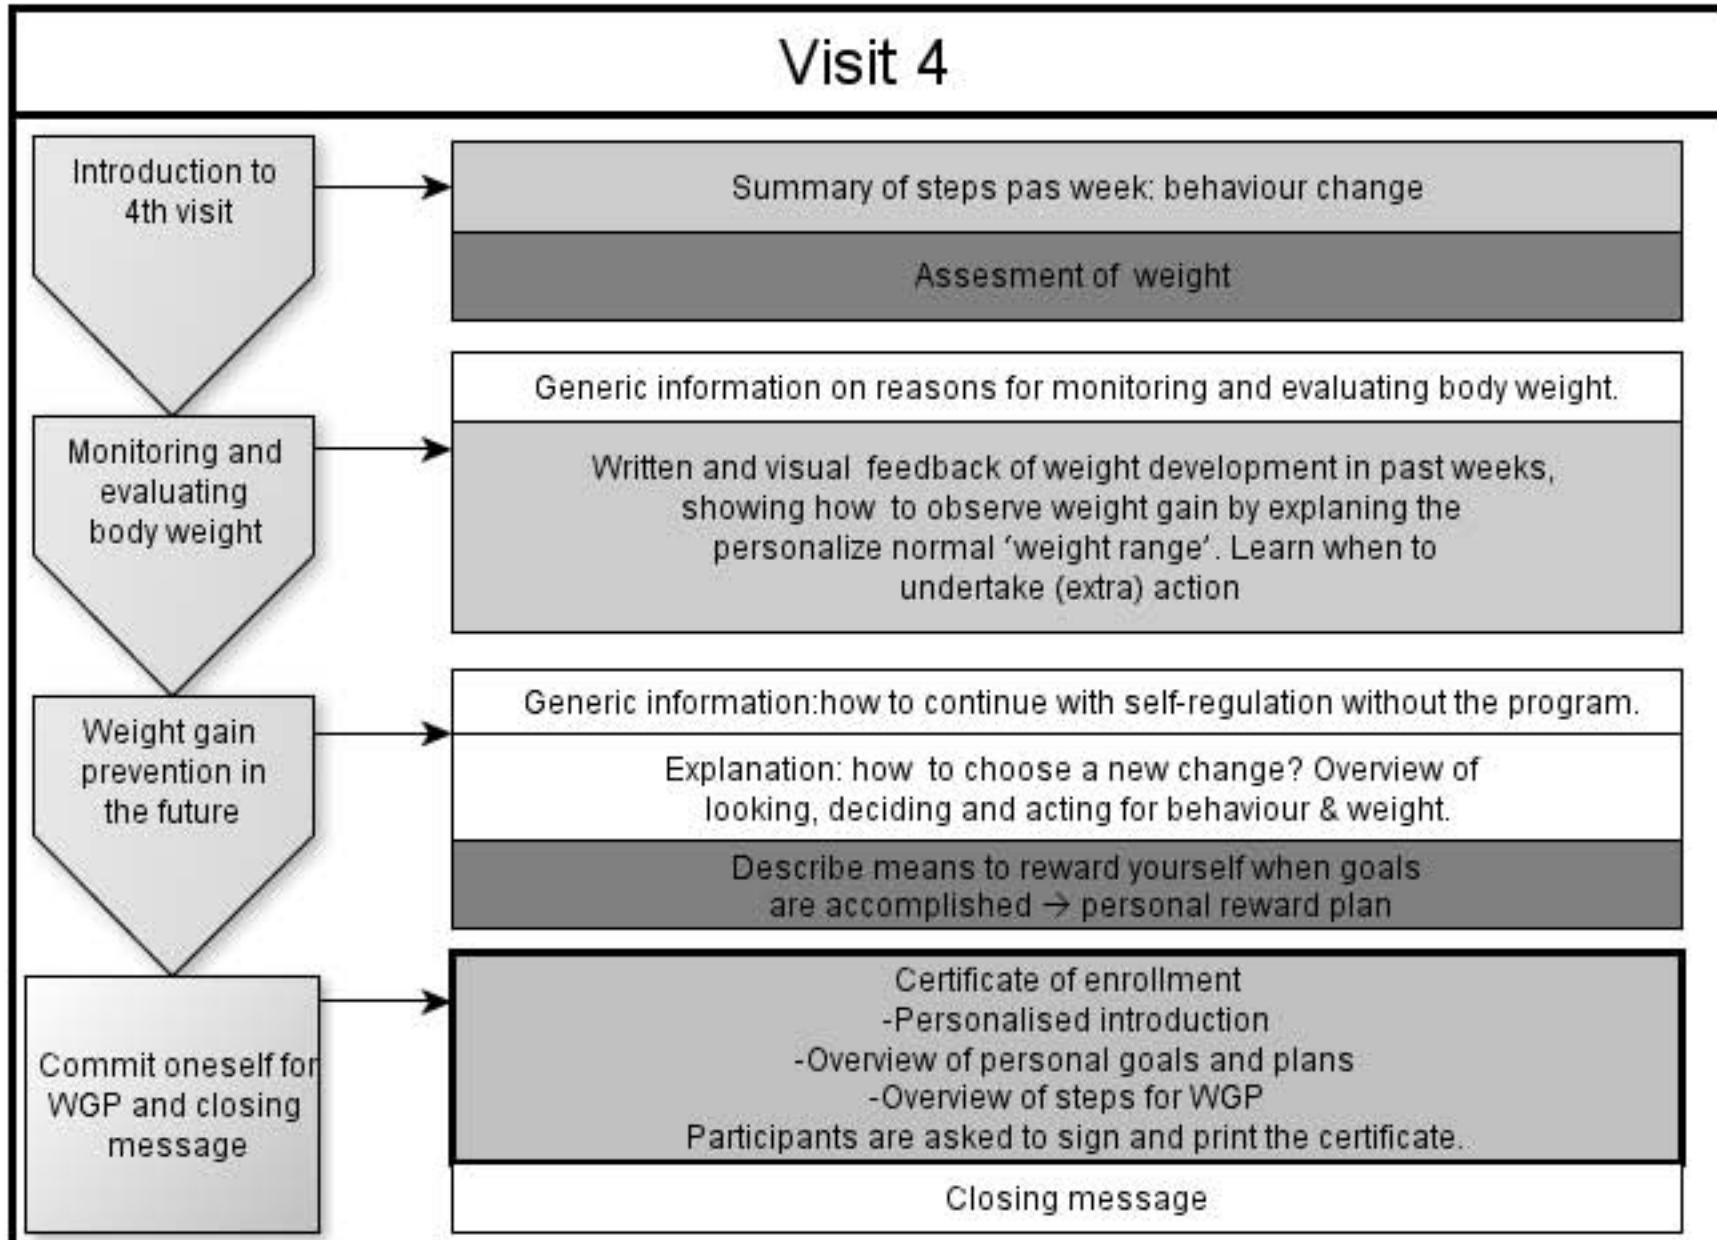 Visit 4
Introduction to
4th visit
Summary of steps pas week: behaviour change
Assesment of weight
Monitoring and
evaluating
body weight
Generic information on reasons for monitoring and evaluating body weight.
Written and visual feedback of weight development in past weeks,
showing how to observe weight gain by explaning the
personalize normal ‘weight range’. Learn when to
undertake (extra) action
Weight gain
prevention in
the future
Generic information:how to continue with self-regulation without the program.
Explanation: how to choose a new change? Overview of
looking, deciding and acting for behaviour & weight.
Describe means to reward yourself when goals
are accomplished → personal reward plan
Commit oneself for
WGP and closing
message
Certificate of enrollment
-Personalised introduction
-Overview of personal goals and plans
-Overview of steps for WGP
Participants are asked to sign and print the certificate.
Closing message